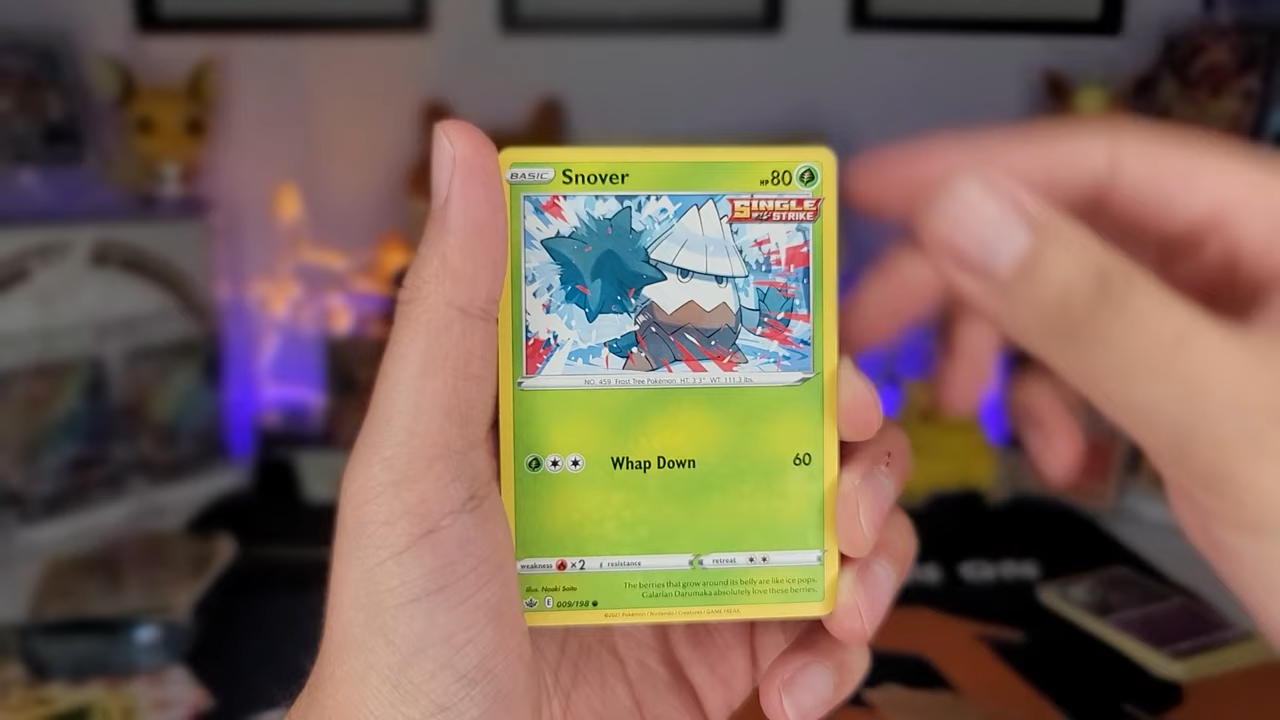 BASIC Snover HP 80
SINGLE
STRIKE
NO. 459 Frost Tree Pokémon HT: 3'3" WT: 111.3 lbs.
Whap Down 60
weakness ×2 resistance retreat
The berries that grow around its belly are like ice pops.
Galarian Darumaka absolutely love these berries.
Illus. Naoki Saito
E 009/198
©2021 Pokémon / Nintendo / Creatures / GAME FREAK